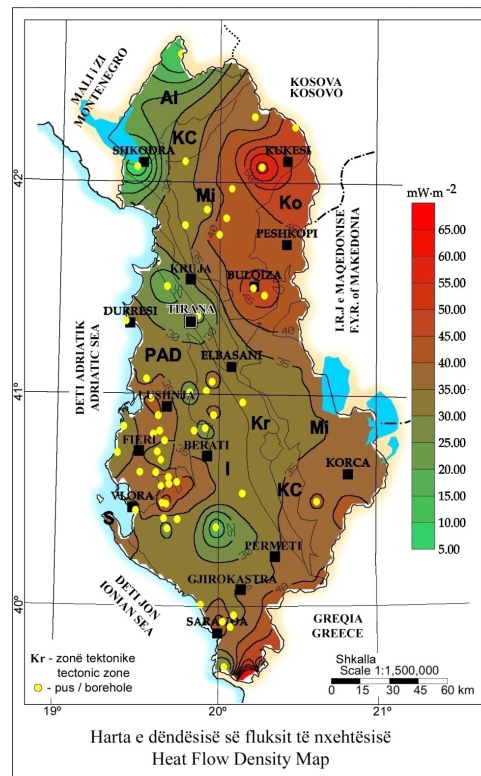 MALI i ZI
MONTENEGRO
KOSOVA
KOSOVO
Al
KC
SHKODRA
KUKESI
42°
Mi
Ko
PESHKOPI
mW·m -2
65.00
60.00
55.00
50.00
45.00
40.00
35.00
30.00
25.00
20.00
15.00
10.00
5.00
I.R.J e MAQEDONISE
F.Y.R. of MAKEDONIA
KRUJA
BULQIZA
DURRESI
TIRANA
DETI ADRIATIK
ADRIATIC SEA
PAD
ELBASANI
41°
LUSHNJA
Kr
Mi
FIERI
BERATI
I
KORCA
KC
VLORA
S
PERMETI
GJIROKASTRA
40°
DETI JON
IONIAN SEA
SARANDA
GREQIA
GREECE
Kr - zonë tektonike
tectonic zone
- pus / borehole
Shkalla
Scale 1:1,500,000
0 15 30 45 60 km
19° 20° 21°
Harta e dëndësisë së fluksit të nxehtësisë
Heat Flow Density Map